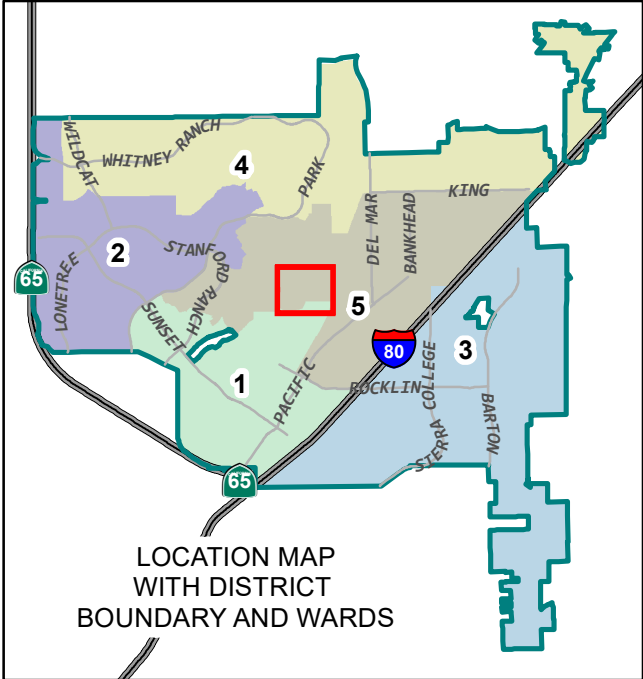 WILDCAT
WHITNEY RANCH
4
PARK
KING
DEL MAR
BANKHEAD
2
STANFORD RANCH
65
LONETREE
SUNSET
5
80
3
1
PACIFIC
ROCKLIN
SIERRA COLLEGE
BARTON
65
LOCATION MAP
WITH DISTRICT
BOUNDARY AND WARDS